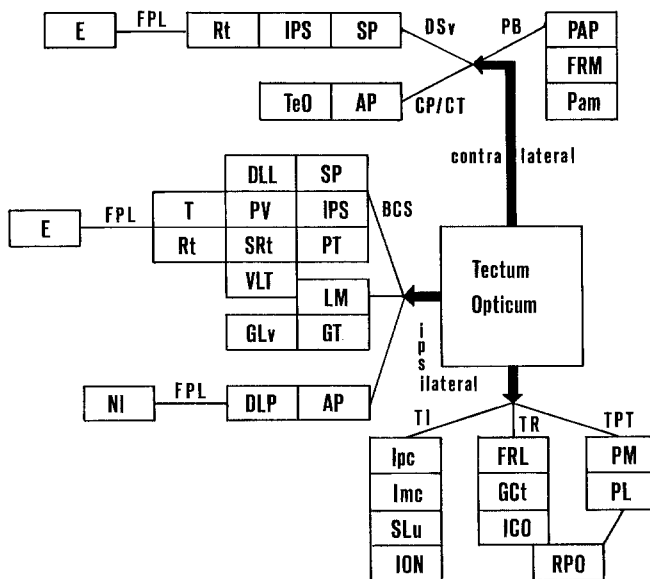 FPL DSv PB
E Rt IPS SP PAP
FRM
TeO AP CP/CT Pam
contra lateral
DLL SP
FPL T PV IPS BCS
E Rt SRt PT
VLT
LM
GLv GT
Tectum
Opticum
ipsilateral
FPL
NI DLP AP
TI TR TPT
Ipc FRL PM
Imc GCt PL
SLu ICO
ION RPO